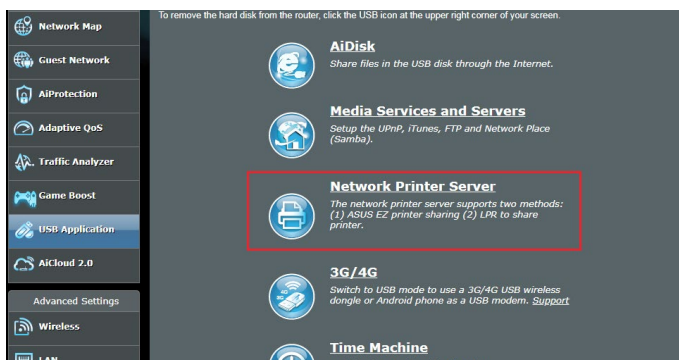 To remove the hard disk from the router, click the USB icon at the upper right corner of your screen.
Network Map
Guest Network
AiProtection
Adaptive QoS
Traffic Analyzer
Game Boost
USB Application
AiCloud 2.0
Advanced Settings
Wireless
LAN
AiDisk
Share files in the USB disk through the Internet.
Media Services and Servers
Setup the UPnP, iTunes, FTP and Network Place
(Samba).
Network Printer Server
The network printer server supports two methods:
(1) ASUS EZ printer sharing (2) LPR to share
printer.
3G/4G
Switch to USB mode to use a 3G/4G USB wireless
dongle or Android phone as a USB modem. Support
Time Machine